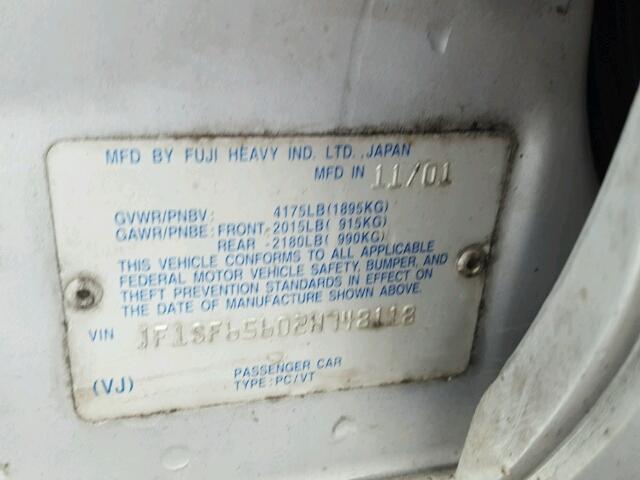 MFD BY FUJI HEAVY IND. LTD., JAPAN
MFD IN 11/01
GVWR/PNBV: 4175LB(1895KG)
GAWR/PNBE: FRONT-2015LB( 915KG)
REAR -2180LB( 990KG)
THIS VEHICLE CONFORMS TO ALL APPLICABLE
FEDERAL MOTOR VEHICLE SAFETY, BUMPER, AND
THEFT PREVENTION STANDARDS IN EFFECT ON
THE DATE OF MANUFACTURE SHOWN ABOVE.
VIN JF1SF65602H748118
PASSENGER CAR
(VJ) TYPE: PC/VT